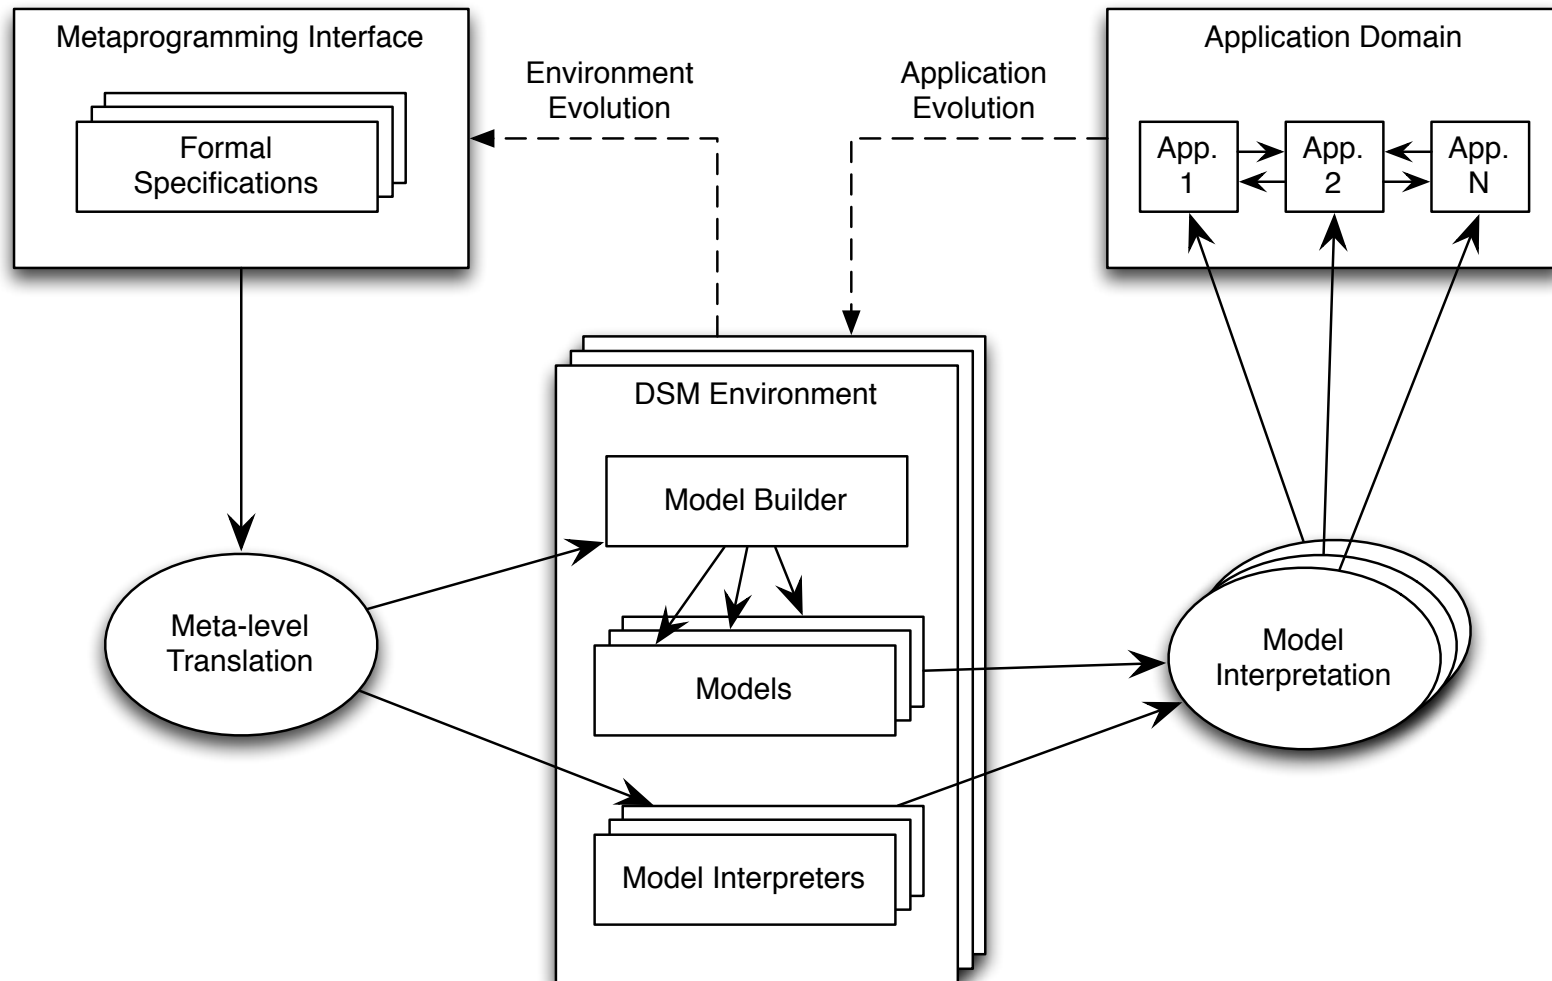 Metaprogramming Interface
Formal
Specifications
Environment
Evolution
Application
Evolution
Application Domain
App.
1
App.
2
App.
N
DSM Environment
Model Builder
Models
Model Interpreters
Meta-level
Translation
Model
Interpretation